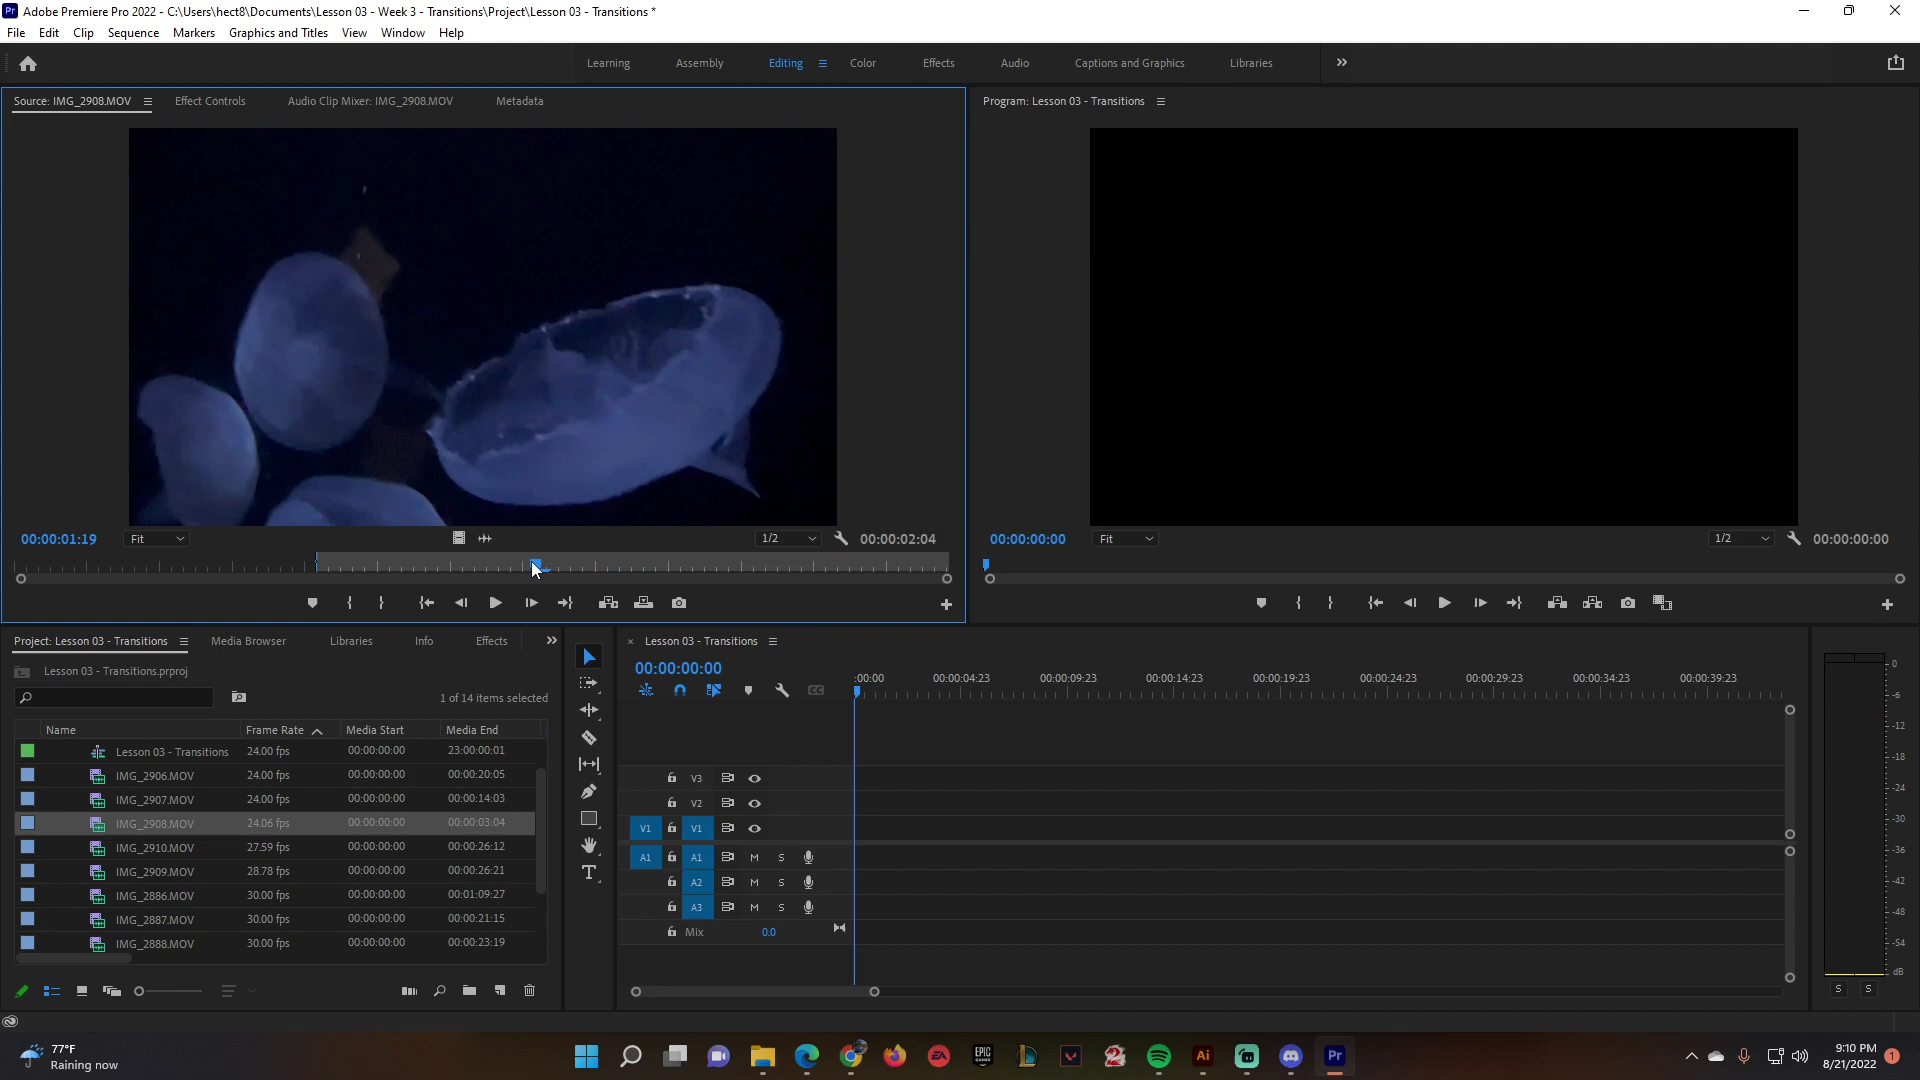 Pr Adobe Premiere Pro 2022 - C:\Users\hect8\Documents\Lesson 03 - Week 3 - Transitions\Project\Lesson 03 - Transitions *
File Edit Clip Sequence Markers Graphics and Titles View Window Help
Learning Assembly Editing Color Effects Audio Captions and Graphics Libraries
Source: IMG_2908.MOV Effect Controls Audio Clip Mixer: IMG_2908.MOV Metadata
Program: Lesson 03 - Transitions
00:00:01:19 Fit 1/2 00:00:02:04
00:00:00:00 Fit 1/2 00:00:00:00
Project: Lesson 03 - Transitions Media Browser Libraries Info Effects
Lesson 03 - Transitions.prproj
1 of 14 items selected
Name Frame Rate Media Start Media End
Lesson 03 - Transitions 24.00 fps 00:00:00:00 23:00:00:01
IMG_2906.MOV 24.00 fps 00:00:00:00 00:00:20:05
IMG_2907.MOV 24.00 fps 00:00:00:00 00:00:14:03
IMG_2908.MOV 24.06 fps 00:00:00:00 00:00:03:04
IMG_2910.MOV 27.59 fps 00:00:00:00 00:00:26:12
IMG_2909.MOV 28.78 fps 00:00:00:00 00:00:26:21
IMG_2886.MOV 30.00 fps 00:00:00:00 00:01:09:27
IMG_2887.MOV 30.00 fps 00:00:00:00 00:00:21:15
IMG_2888.MOV 30.00 fps 00:00:00:00 00:00:23:19
× Lesson 03 - Transitions
00:00:00:00
:00:00 00:00:04:23 00:00:09:23 00:00:14:23 00:00:19:23 00:00:24:23 00:00:29:23 00:00:34:23 00:00:39:23
V3
V2
V1 V1
A1 A1 M S
A2 M S
A3 M S
Mix 0.0
0
-6
-12
-18
-24
-30
-36
-42
-48
-54
dB
S S
77°F
Raining now
EA EPIC GAMES Ai Pr
9:10 PM
8/21/2022
1